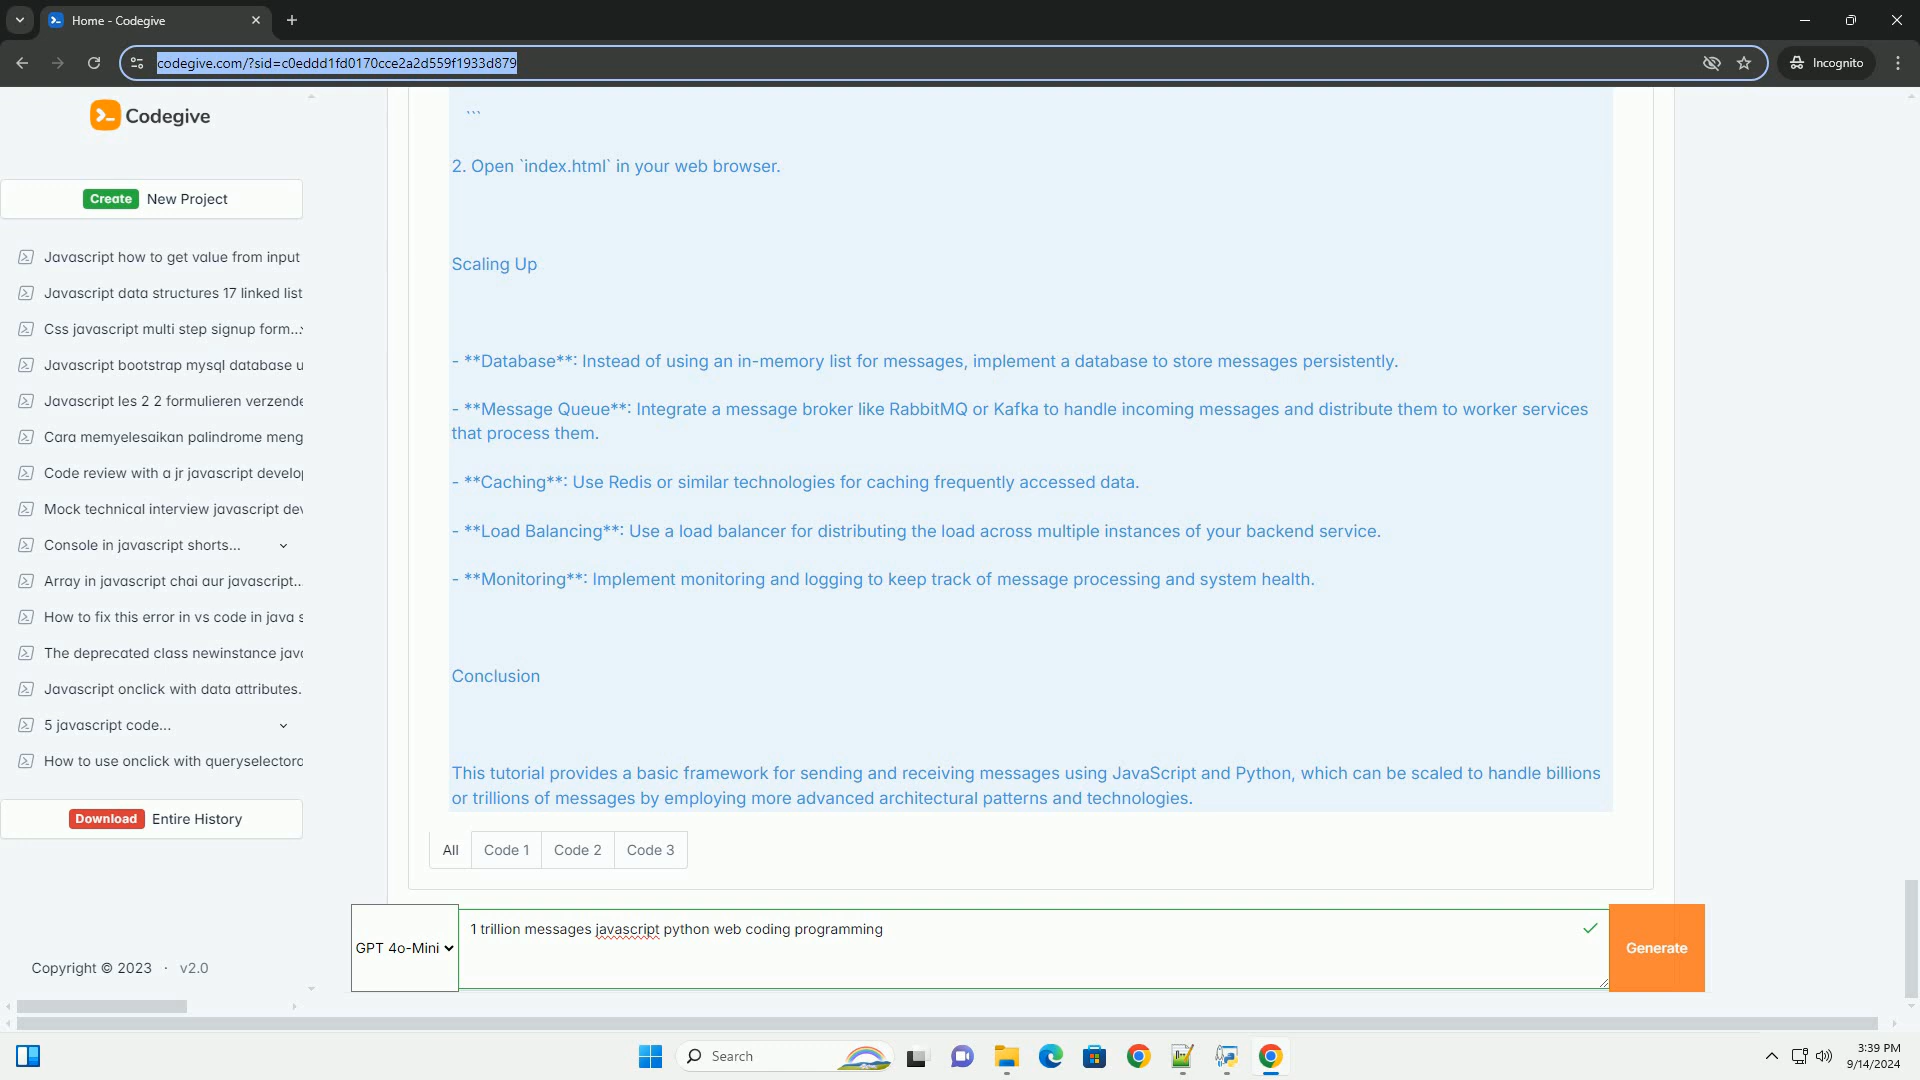 Home - Codegive
codegive.com/?sid=c0eddd1fd0170cce2a2d559f1933d879
Incognito
Codegive
Create New Project
Javascript how to get value from input
Javascript data structures 17 linked list
Css javascript multi step signup form...
Javascript bootstrap mysql database u
Javascript les 2 2 formulieren verzende
Cara memyelesaikan palindrome meng
Code review with a jr javascript develop
Mock technical interview javascript dev
Console in javascript shorts...
Array in javascript chai aur javascript...
How to fix this error in vs code in java s
The deprecated class newinstance java
Javascript onclick with data attributes.
5 javascript code...
How to use onclick with queryselectora
Download Entire History
Copyright © 2023 · v2.0
```
2. Open `index.html` in your web browser.
Scaling Up
- **Database**: Instead of using an in-memory list for messages, implement a database to store messages persistently.
- **Message Queue**: Integrate a message broker like RabbitMQ or Kafka to handle incoming messages and distribute them to worker services
that process them.
- **Caching**: Use Redis or similar technologies for caching frequently accessed data.
- **Load Balancing**: Use a load balancer for distributing the load across multiple instances of your backend service.
- **Monitoring**: Implement monitoring and logging to keep track of message processing and system health.
Conclusion
This tutorial provides a basic framework for sending and receiving messages using JavaScript and Python, which can be scaled to handle billions
or trillions of messages by employing more advanced architectural patterns and technologies.
All Code 1 Code 2 Code 3
GPT 4o-Mini
1 trillion messages javascript python web coding programming
Generate
Search
3:39 PM
9/14/2024